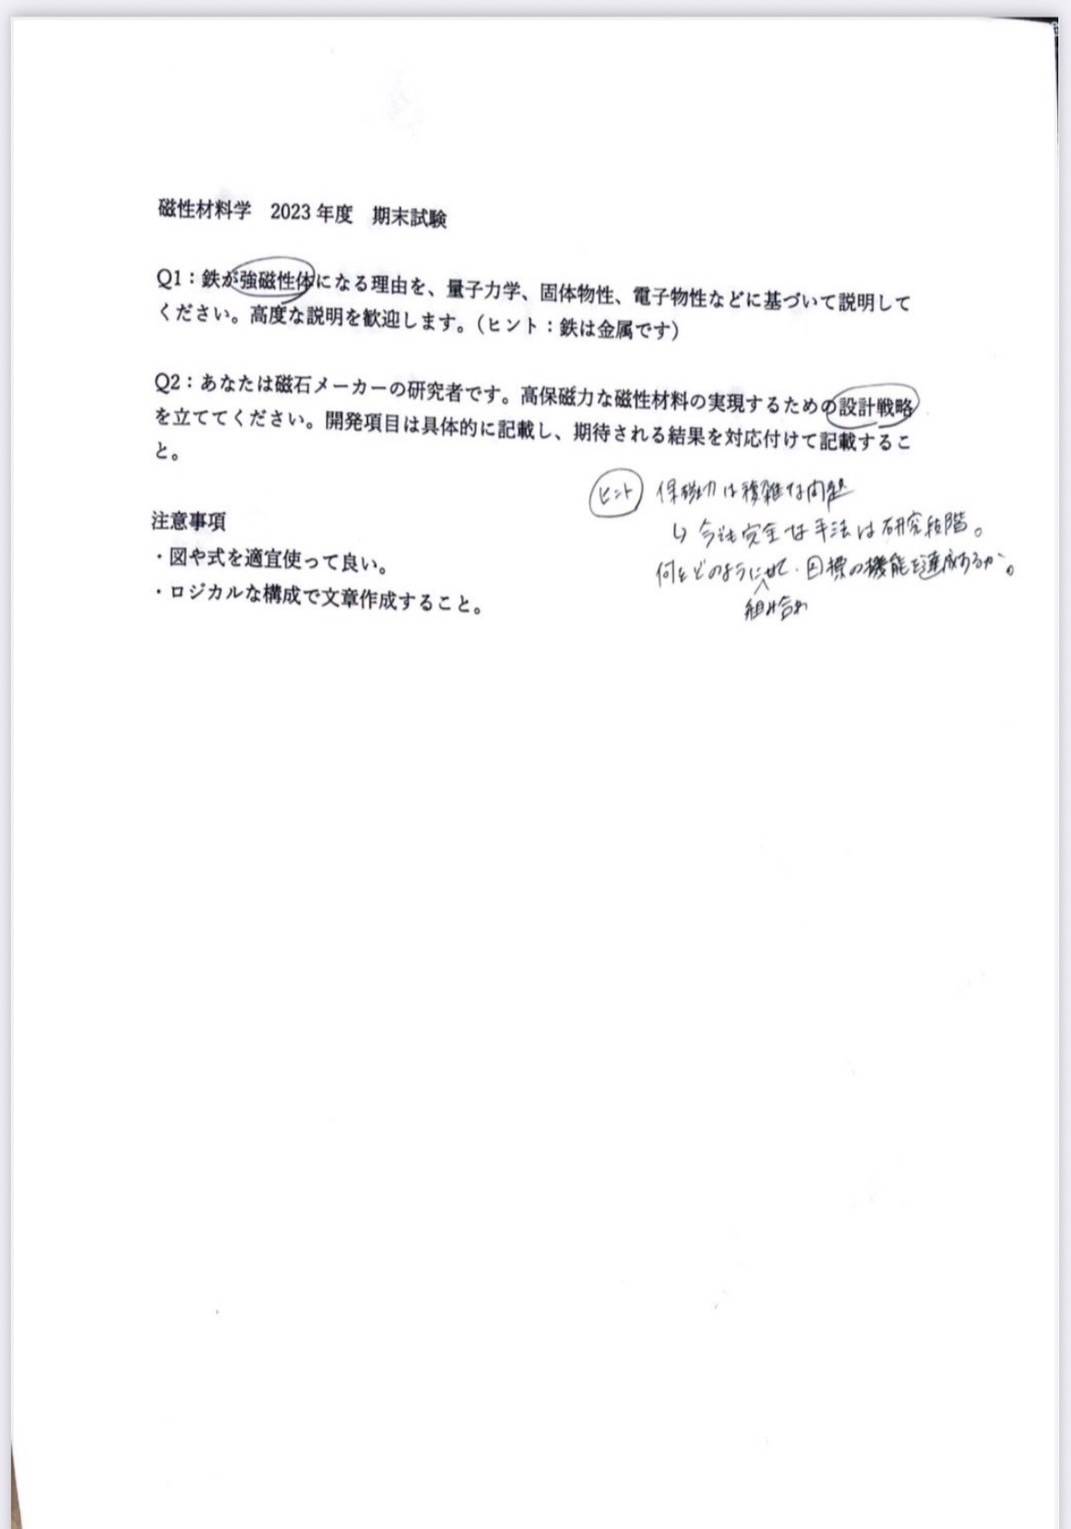 磁性材料学 2023年度 期末試験
Q1：鉄が強磁性体になる理由を、量子力学、固体物性、電子物性などに基づいて説明して
ください。高度な説明を歓迎します。（ヒント：鉄は金属です）
Q2：あなたは磁石メーカーの研究者です。高保磁力な磁性材料の実現するための設計戦略
を立ててください。開発項目は具体的に記載し、期待される結果を対応付けて記載するこ
と。
ヒント 保磁力は複雑な問題
↳ 今も完全な手法は研究段階。
何をどのように せて・目標の機能を達成するか。
組み合わ
注意事項
・図や式を適宜使って良い。
・ロジカルな構成で文章作成すること。